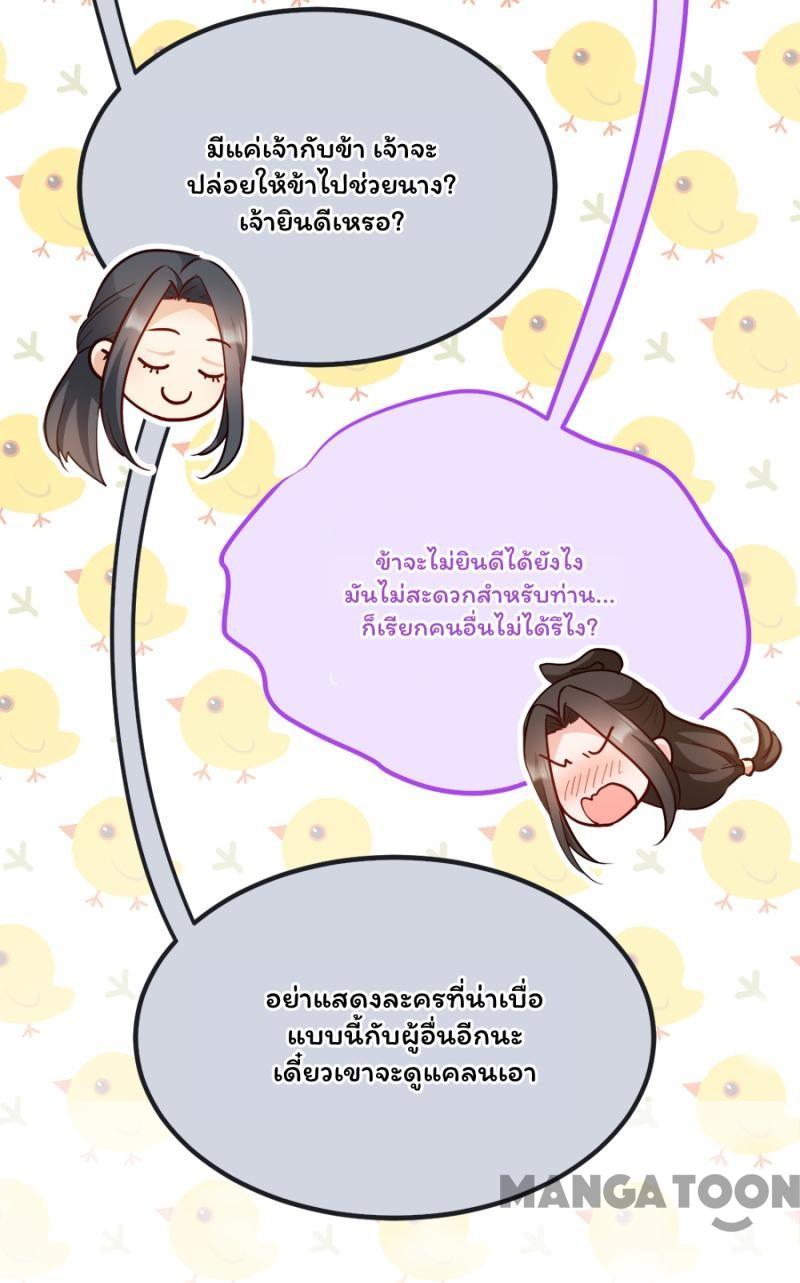 มีแค่เจ้ากับข้า เจ้าจะ
ปล่อยให้ข้าไปช่วยนาง?
เจ้ายินดีเหรอ?
ข้าจะไม่ยินดีได้ยังไง
มันไม่สะดวกสำหรับท่าน...
ก็เรียกคนอื่นไม่ได้รึไง?
อย่าแสดงละครที่น่าเบื่อ
แบบนี้กับผู้อื่นอีกนะ
เดี๋ยวเขาจะดูแคลนเอา
MANGATOON